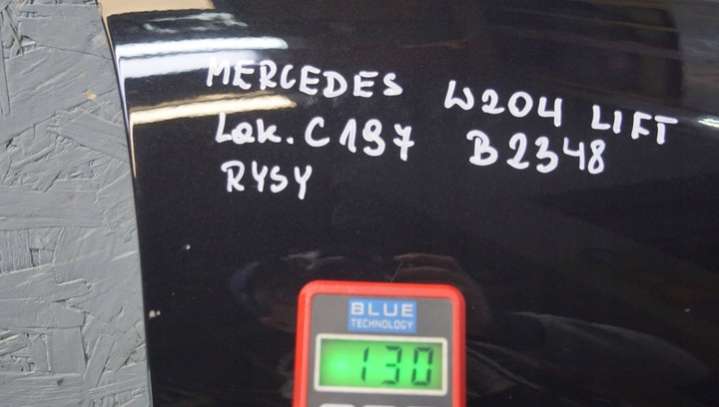 MERCEDES W204 LIFT
Lak. C197 B2348
RYSY
BLUE
TECHNOLOGY
130